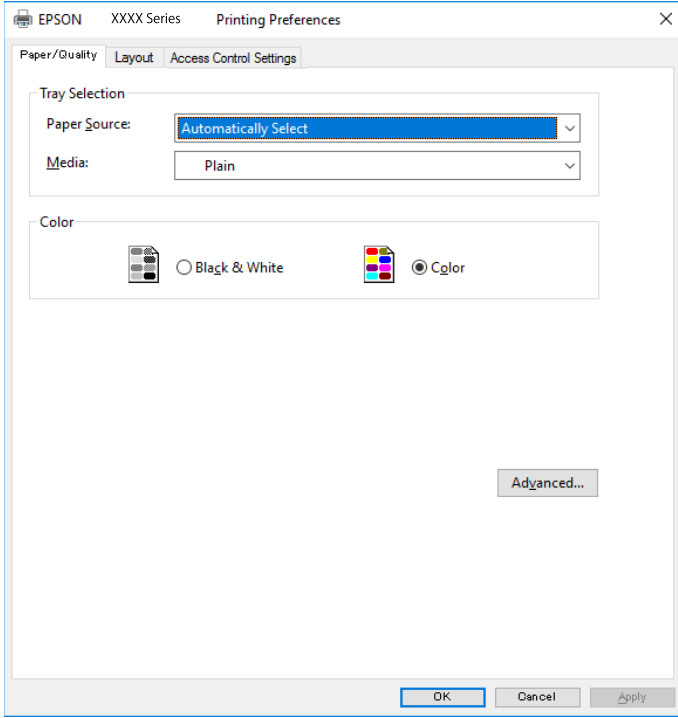 EPSON XXXX Series Printing Preferences
Paper/Quality Layout Access Control Settings
Tray Selection
Paper Source: Automatically Select
Media: Plain
Color
Black & White Color
Advanced...
OK Cancel Apply